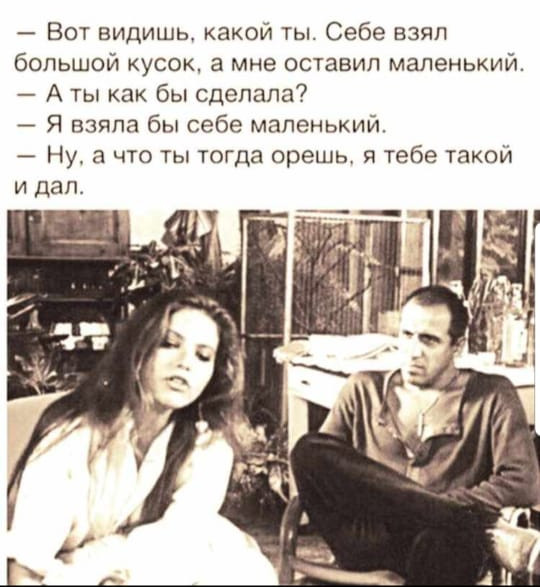 — Вот видишь, какой ты. Себе взял
большой кусок, а мне оставил маленький.
— А ты как бы сделала?
— Я взяла бы себе маленький.
— Ну, а что ты тогда орешь, я тебе такой
и дал.